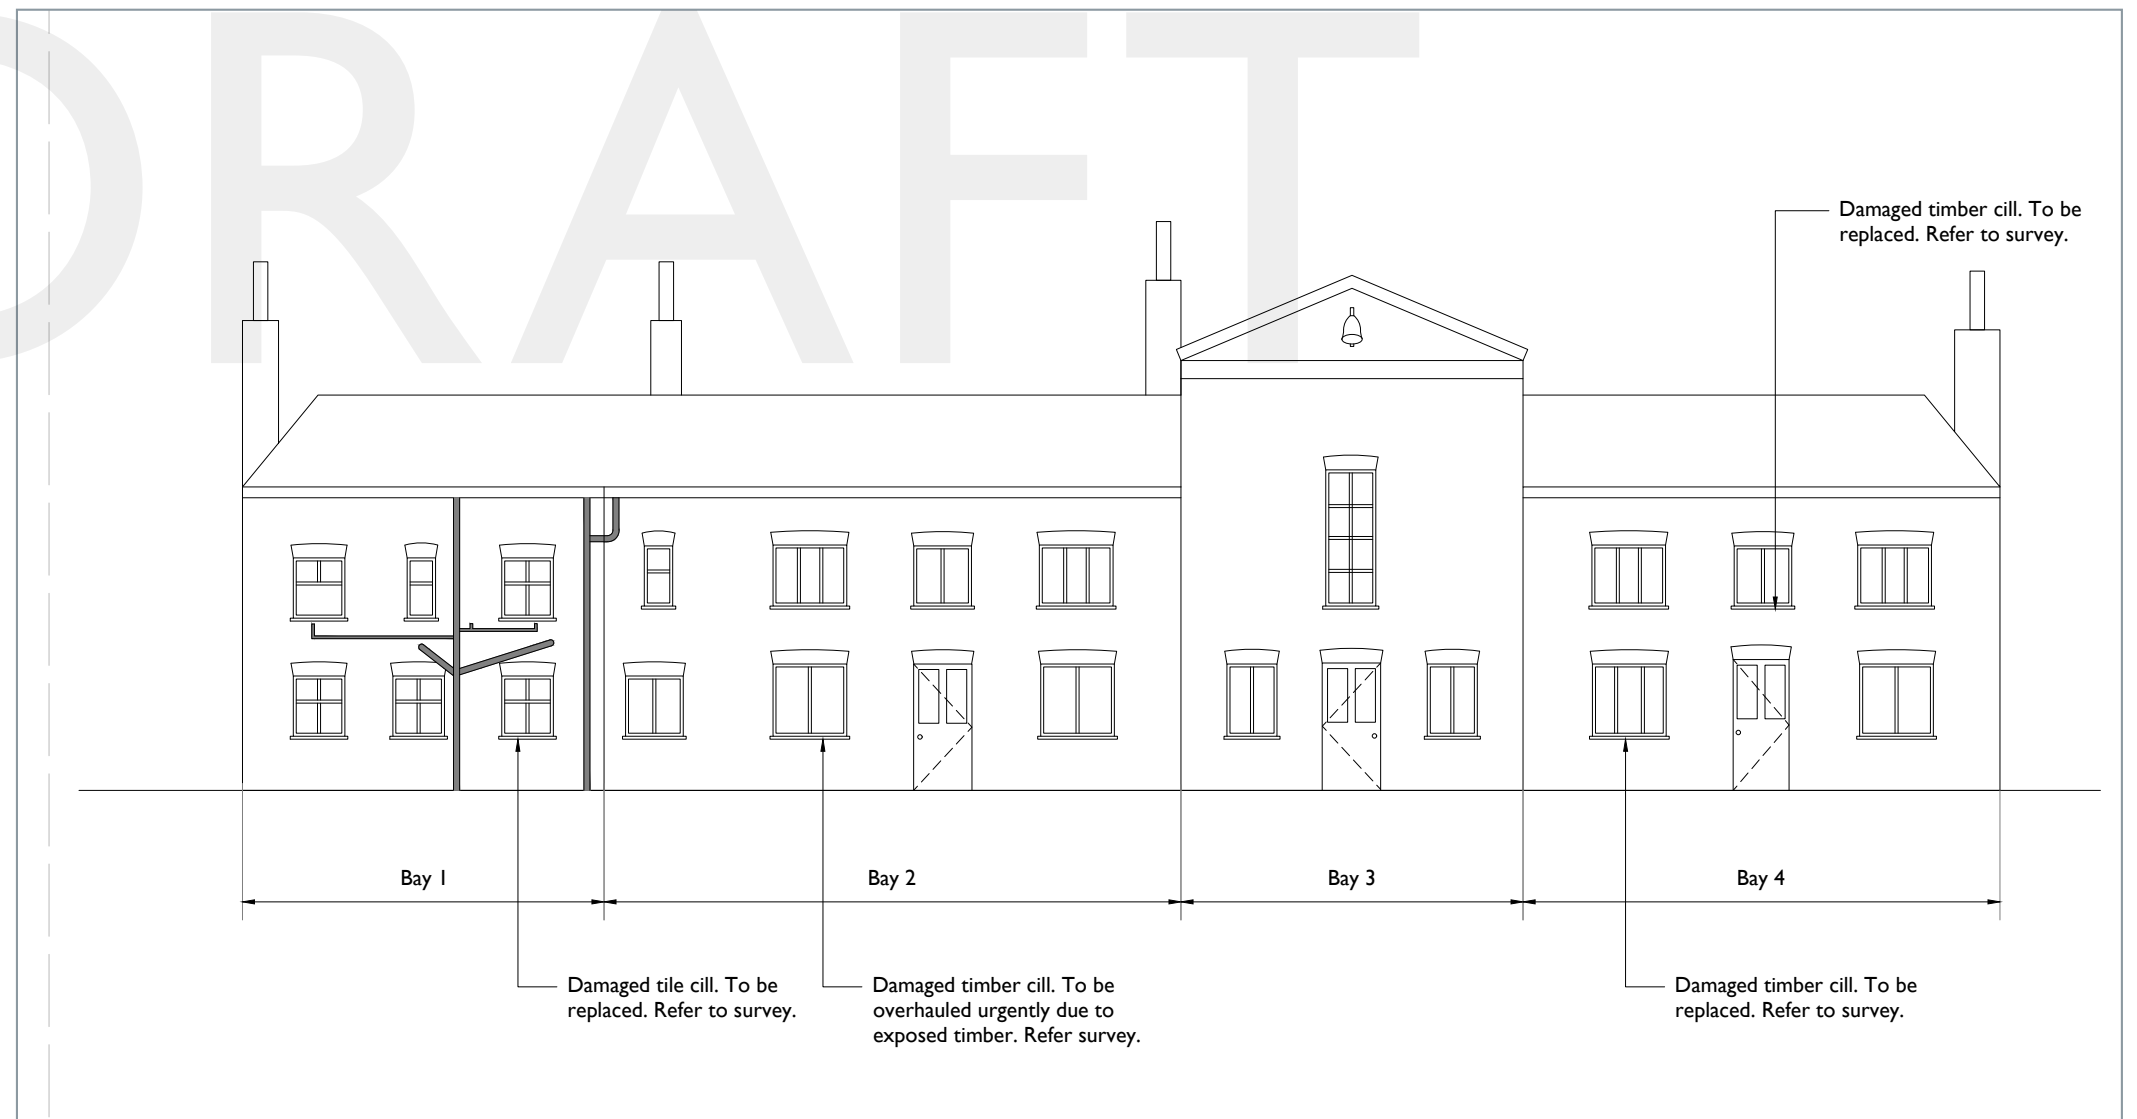 DRAFT
Damaged timber cill. To be
replaced. Refer to survey.
Bay 1
Bay 2
Bay 3
Bay 4
Damaged tile cill. To be
replaced. Refer to survey.
Damaged timber cill. To be
overhauled urgently due to
exposed timber. Refer survey.
Damaged timber cill. To be
replaced. Refer to survey.